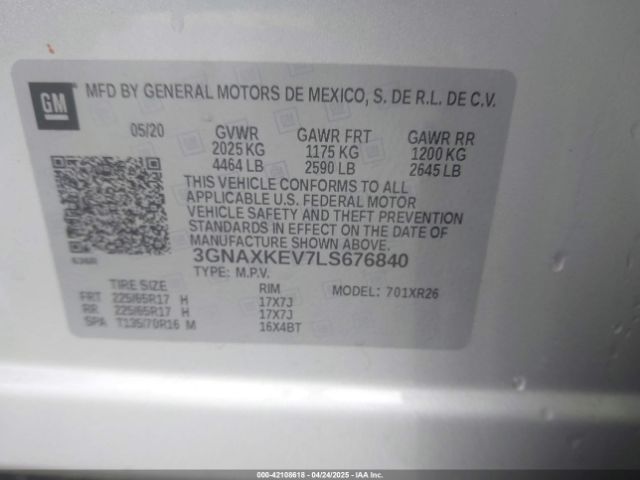 GM
MFD BY GENERAL MOTORS DE MEXICO, S. DE R.L. DE C.V.
05/20 GVWR GAWR FRT GAWR RR
2025 KG 1175 KG 1200 KG
4464 LB 2590 LB 2645 LB
THIS VEHICLE CONFORMS TO ALL
APPLICABLE U.S. FEDERAL MOTOR
VEHICLE SAFETY AND THEFT PREVENTION
STANDARDS IN EFFECT ON THE DATE
OF MANUFACTURE SHOWN ABOVE.
3GNAXKEV7LS676840
TYPE: M.P.V.
TIRE SIZE RIM MODEL: 701XR26
FRT 225/65R17 H 17X7J
RR 225/65R17 H 17X7J
SPA T135/70R16 M 16X4BT
000-42108618 - 04/24/2025 - IAAI Inc.